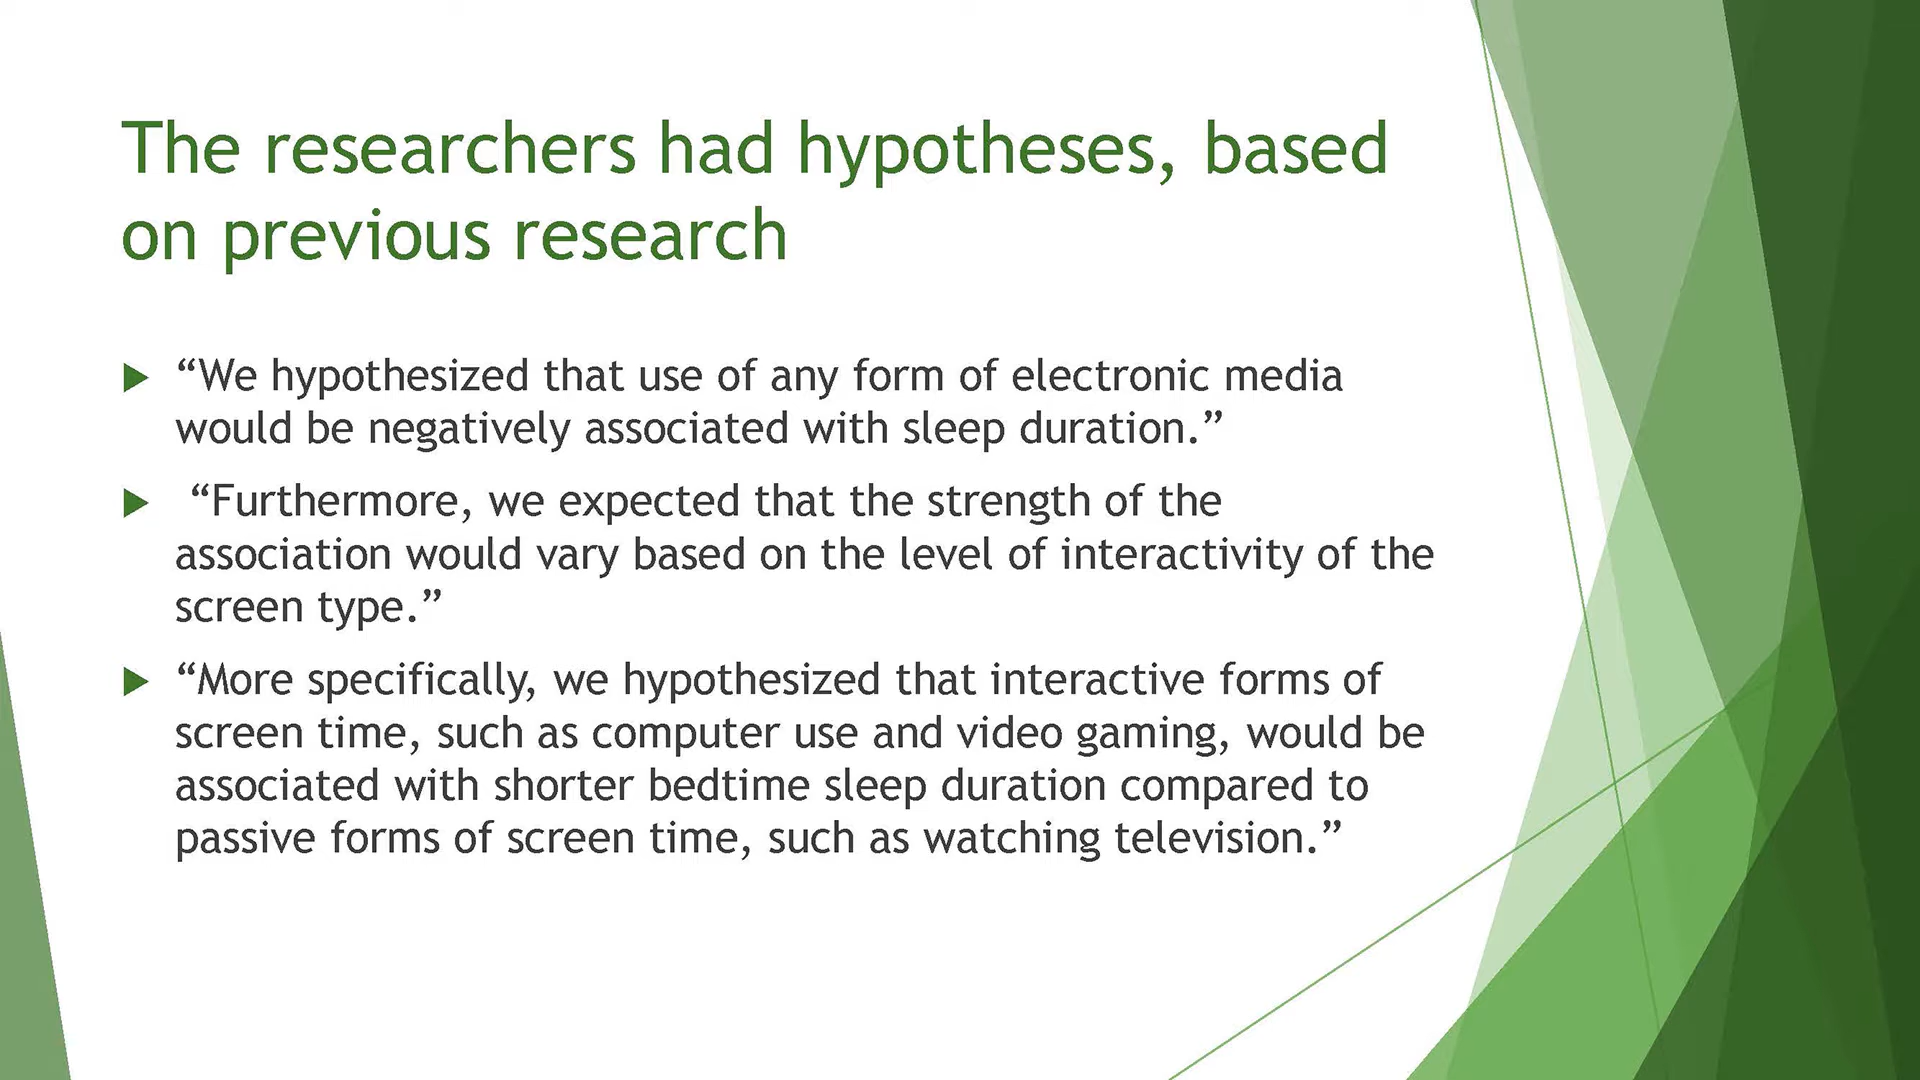 The researchers had hypotheses, based
on previous research
“We hypothesized that use of any form of electronic media
would be negatively associated with sleep duration.”
“Furthermore, we expected that the strength of the
association would vary based on the level of interactivity of the
screen type.”
“More specifically, we hypothesized that interactive forms of
screen time, such as computer use and video gaming, would be
associated with shorter bedtime sleep duration compared to
passive forms of screen time, such as watching television.”